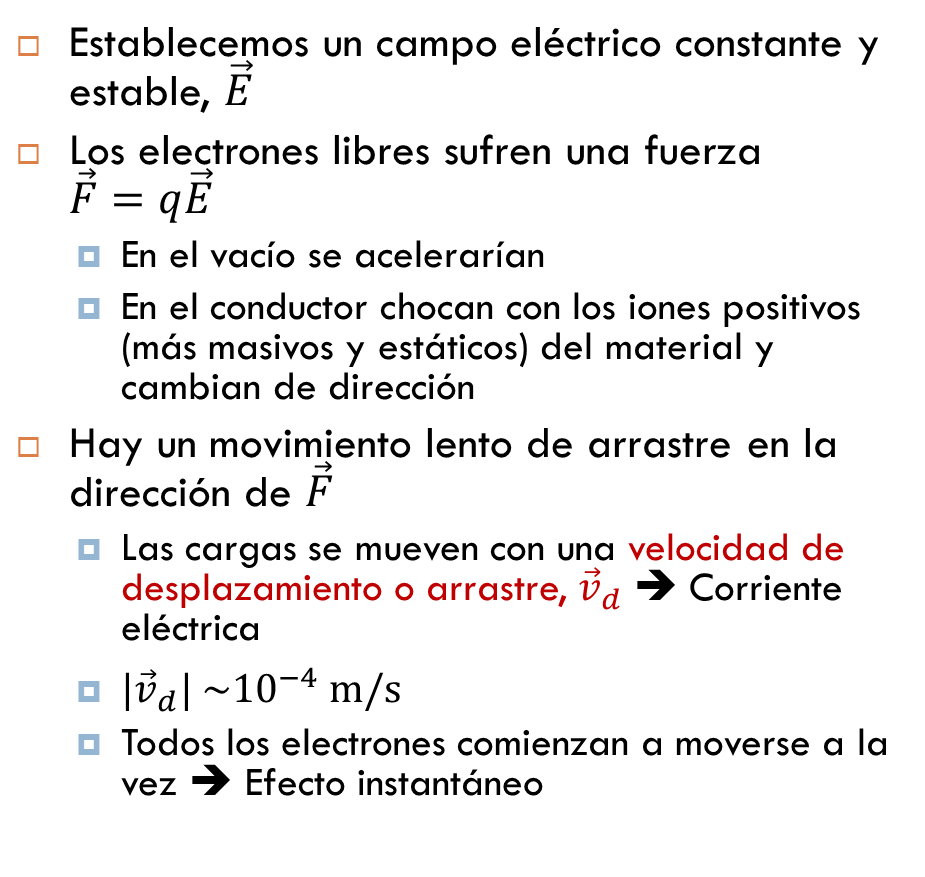 Establecemos un campo eléctrico constante y
estable, $\vec{E}$
Los electrones libres sufren una fuerza
$\vec{F} = q\vec{E}$
En el vacío se acelerarían
En el conductor chocan con los iones positivos
(más masivos y estáticos) del material y
cambian de dirección
Hay un movimiento lento de arrastre en la
dirección de $\vec{F}$
Las cargas se mueven con una velocidad de
desplazamiento o arrastre, $\vec{v}_d$ ➔ Corriente
eléctrica
$|\vec{v}_d| \sim 10^{-4}$ m/s
Todos los electrones comienzan a moverse a la
vez ➔ Efecto instantáneo